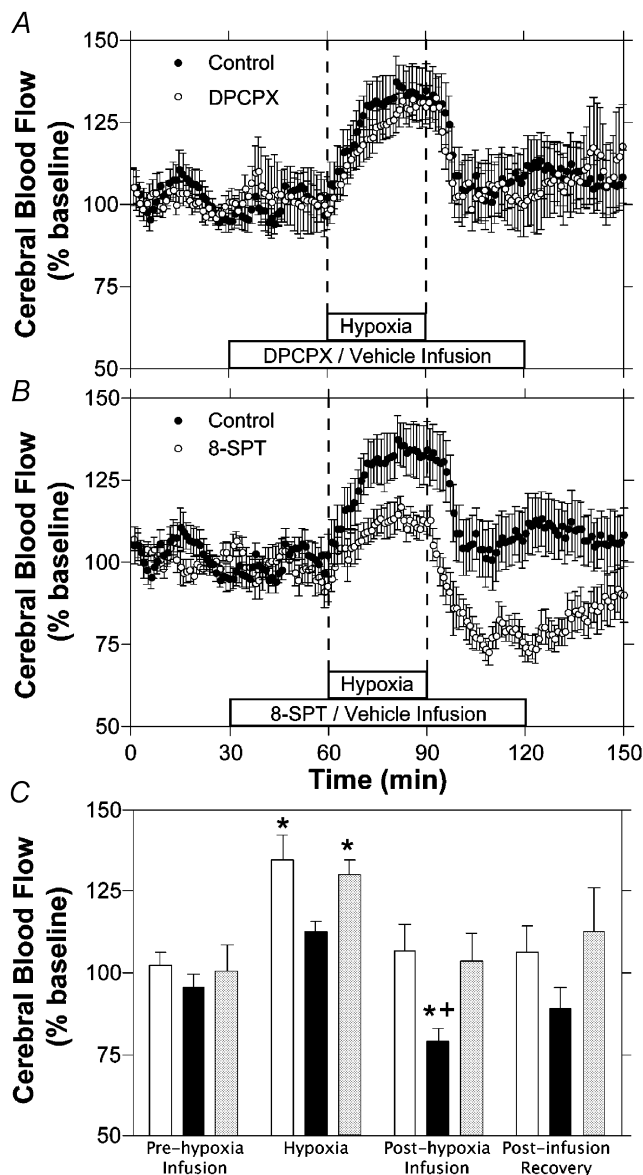 A
Cerebral Blood Flow
(% baseline)
150
125
100
75
50
Control
DPCPX
Hypoxia
DPCPX / Vehicle Infusion
B
Cerebral Blood Flow
(% baseline)
150
125
100
75
50
Control
8-SPT
Hypoxia
8-SPT / Vehicle Infusion
0 30 60 90 120 150
Time (min)
C
Cerebral Blood Flow
(% baseline)
150
125
100
75
50
*
*
*+
Pre-hypoxia
Infusion
Hypoxia
Post-hypoxia
Infusion
Post-infusion
Recovery